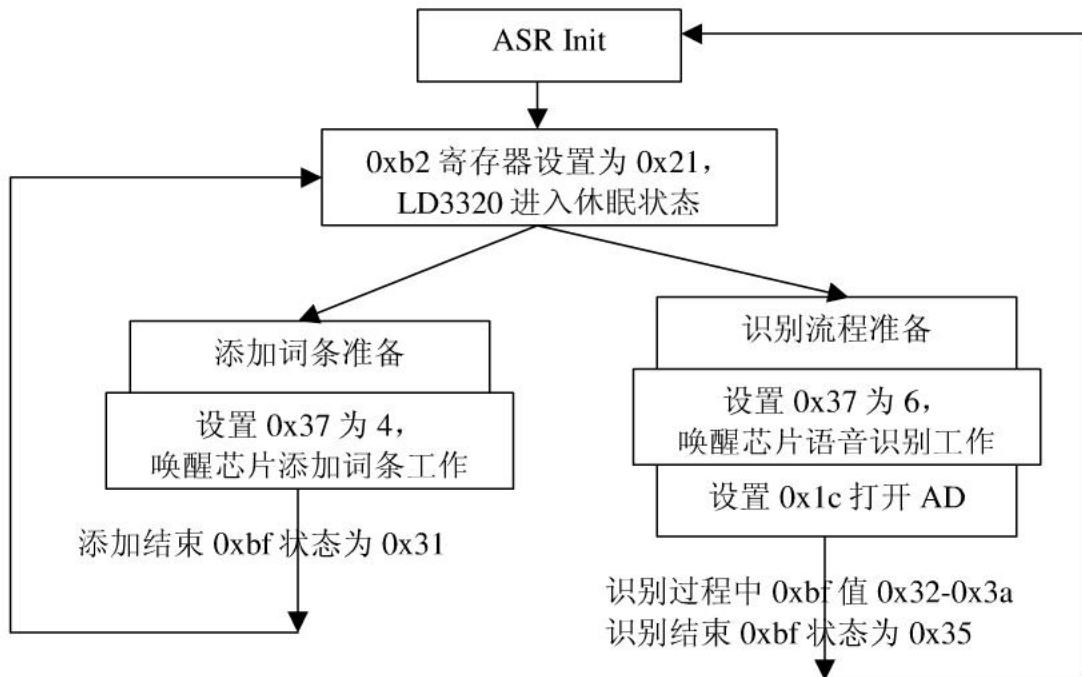 ASR Init
0xb2 寄存器设置为 0x21，
LD3320 进入休眠状态
添加词条准备
设置 0x37 为 4，
唤醒芯片添加词条工作
添加结束 0xbf 状态为 0x31
识别流程准备
设置 0x37 为 6，
唤醒芯片语音识别工作
设置 0x1c 打开 AD
识别过程中 0xbf 值 0x32-0x3a
识别结束 0xbf 状态为 0x35